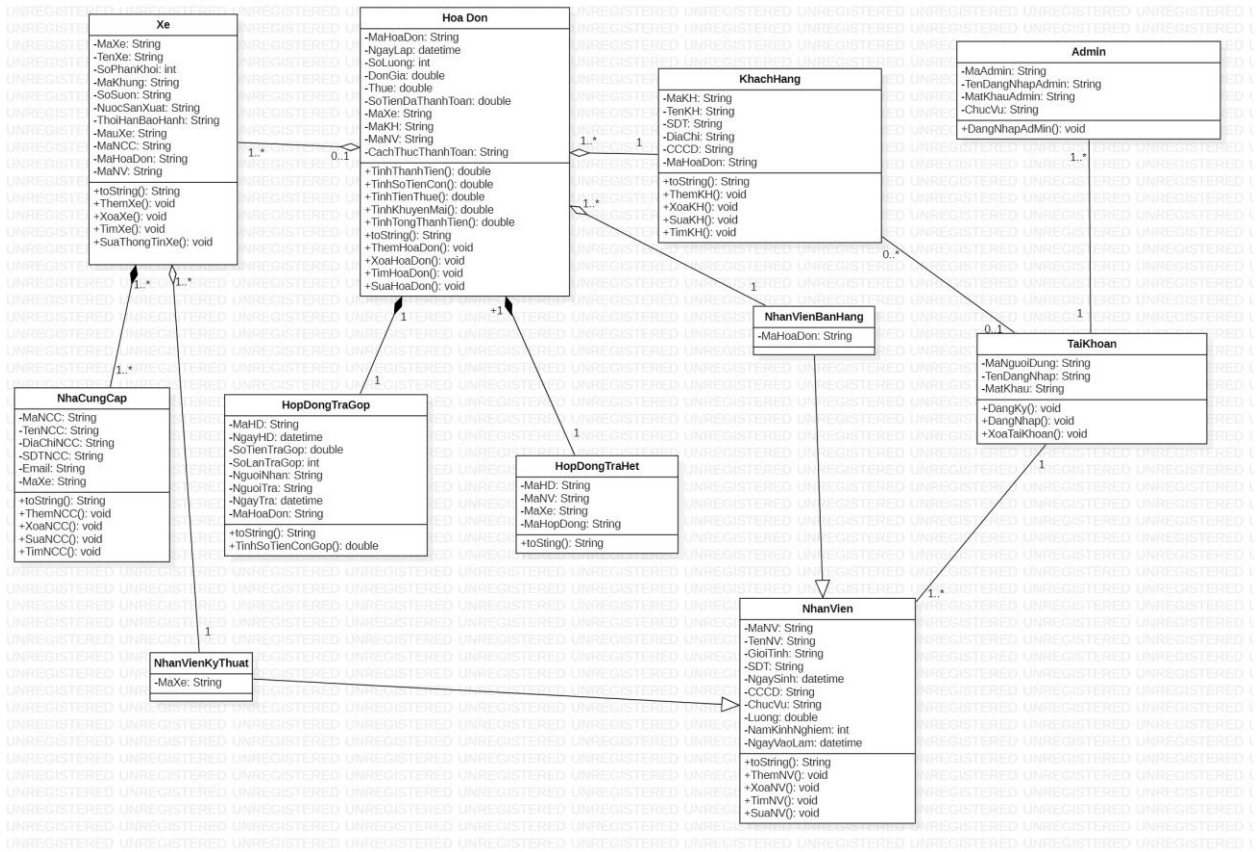 Xe
-MaXe: String
-TenXe: String
-SoPhanKhoi: int
-MaKhung: String
-SoSuon: String
-NuocSanXuat: String
-ThoiHanBaoHanh: String
-MauXe: String
-MaNCC: String
-MaHoaDon: String
-MaNV: String
+toString(): String
+ThemXe(): void
+XoaXe(): void
+TimXe(): void
+SuaThongTinXe(): void
1..*
0..1
Hoa Don
-MaHoaDon: String
-NgayLap: datetime
-SoLuong: int
-DonGia: double
-Thue: double
-SoTienDaThanhToan: double
-MaXe: String
-MaKH: String
-MaNV: String
-CachThucThanhToan: String
+TinhThanhTien(): double
+TinhSoTienCon(): double
+TinhTienThue(): double
+TinhKhuyenMai(): double
+TinhTongThanhTien(): double
+toString(): String
+ThemHoaDon(): void
+XoaHoaDon(): void
+TimHoaDon(): void
+SuaHoaDon(): void
1..*
1
1..*
1
KhachHang
-MaKH: String
-TenKH: String
-SDT: String
-DiaChi: String
-CCCD: String
-MaHoaDon: String
+toString(): String
+ThemKH(): void
+XoaKH(): void
+SuaKH(): void
+TimKH(): void
0..*
0..1
Admin
-MaAdmin: String
-TenDangNhapAdmin: String
-MatKhauAdmin: String
-ChucVu: String
+DangNhapAdMin(): void
1..*
1
NhanVienBanHang
-MaHoaDon: String
TaiKhoan
-MaNguoiDung: String
-TenDangNhap: String
-MatKhau: String
+DangKy(): void
+DangNhap(): void
+XoaTaiKhoan(): void
1
1..*
1..*
1..*
1..*
1
1
1
+1
1
NhaCungCap
-MaNCC: String
-TenNCC: String
-DiaChiNCC: String
-SDTNCC: String
-Email: String
-MaXe: String
+toString(): String
+ThemNCC(): void
+XoaNCC(): void
+SuaNCC(): void
+TimNCC(): void
HopDongTraGop
-MaHD: String
-NgayHD: datetime
-SoTienTraGop: double
-SoLanTraGop: int
-NguoiNhan: String
-NguoiTra: String
-NgayTra: datetime
-MaHoaDon: String
+toString(): String
+TinhSoTienConGop(): double
HopDongTraHet
-MaHD: String
-MaNV: String
-MaXe: String
-MaHopDong: String
+toSting(): String
NhanVienKyThuat
-MaXe: String
NhanVien
-MaNV: String
-TenNV: String
-GioiTinh: String
-SDT: String
-NgaySinh: datetime
-CCCD: String
-ChucVu: String
-Luong: double
-NamKinhNghiem: int
-NgayVaoLam: datetime
+toString(): String
+ThemNV(): void
+XoaNV(): void
+TimNV(): void
+SuaNV(): void
UNREGISTERED